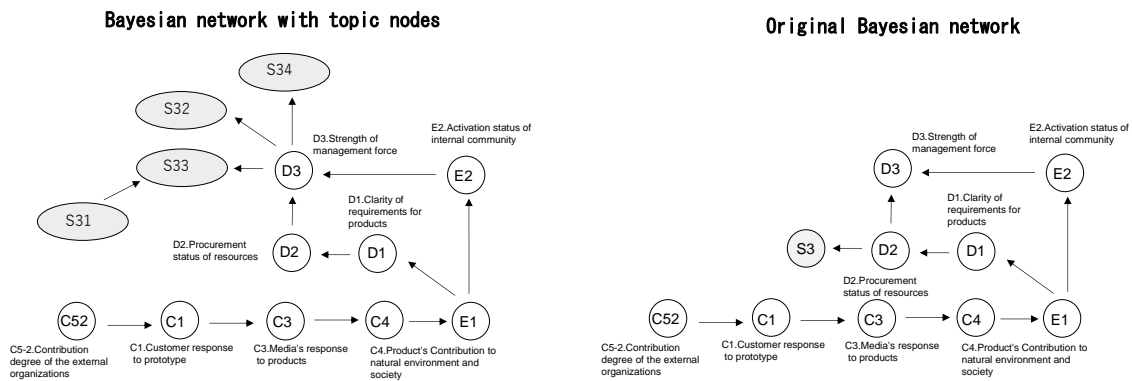 Bayesian network with topic nodes
S34
S32
D3.Strength of
management force
E2.Activation status of
internal community
S33
D3
E2
S31
D1.Clarity of
requirements for
products
D2.Procurement
status of resources
D2
D1
C52
C1
C3
C4
E1
C5-2.Contribution
degree of the external
organizations
C1.Customer response
to prototype
C3.Media's response
to products
C4.Product's Contribution to
natural environment and
society
Original Bayesian network
D3.Strength of
management force
E2.Activation status of
internal community
D3
E2
D1.Clarity of
requirements for
products
S3
D2
D1
D2.Procurement
status of resources
C52
C1
C3
C4
E1
C5-2.Contribution
degree of the external
organizations
C1.Customer response
to prototype
C3.Media's response
to products
C4.Product's Contribution to
natural environment and
society